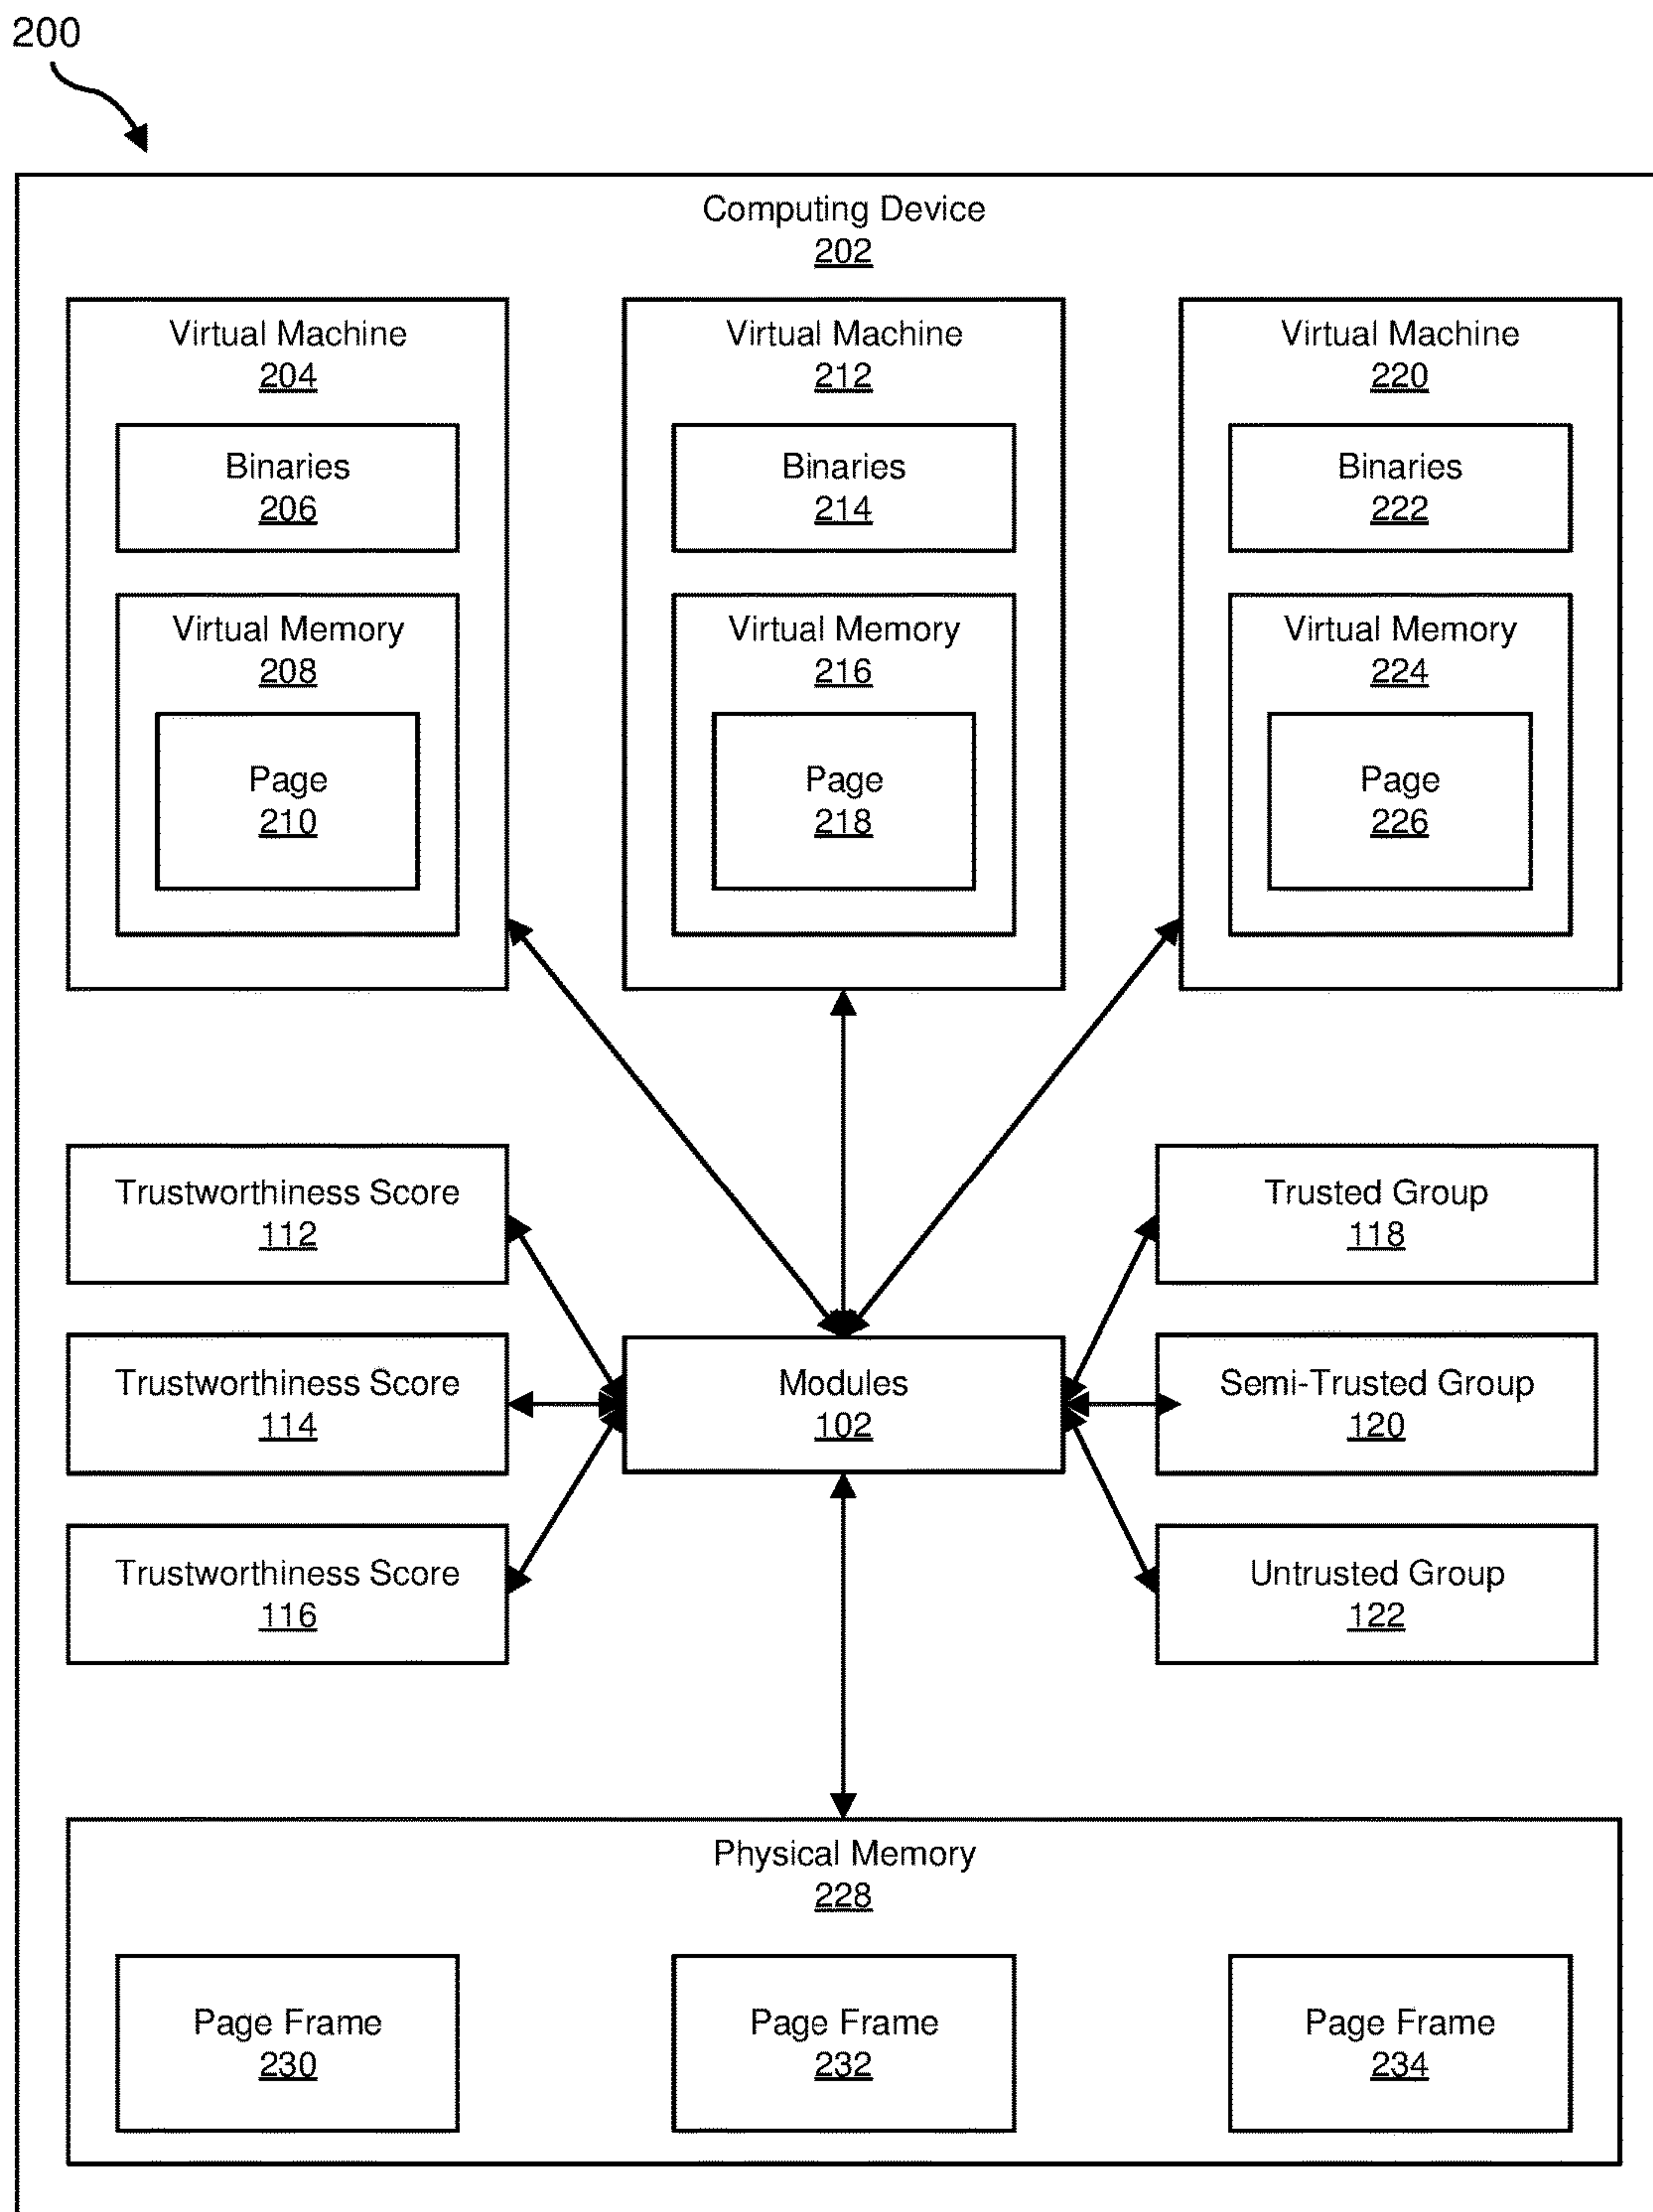 200
Computing Device
202
Virtual Machine
204
Binaries
206
Virtual Memory
208
Page
210
Virtual Machine
212
Binaries
214
Virtual Memory
216
Page
218
Virtual Machine
220
Binaries
222
Virtual Memory
224
Page
226
Trustworthiness Score
112
Trustworthiness Score
114
Trustworthiness Score
116
Modules
102
Trusted Group
118
Semi-Trusted Group
120
Untrusted Group
122
Physical Memory
228
Page Frame
230
Page Frame
232
Page Frame
234